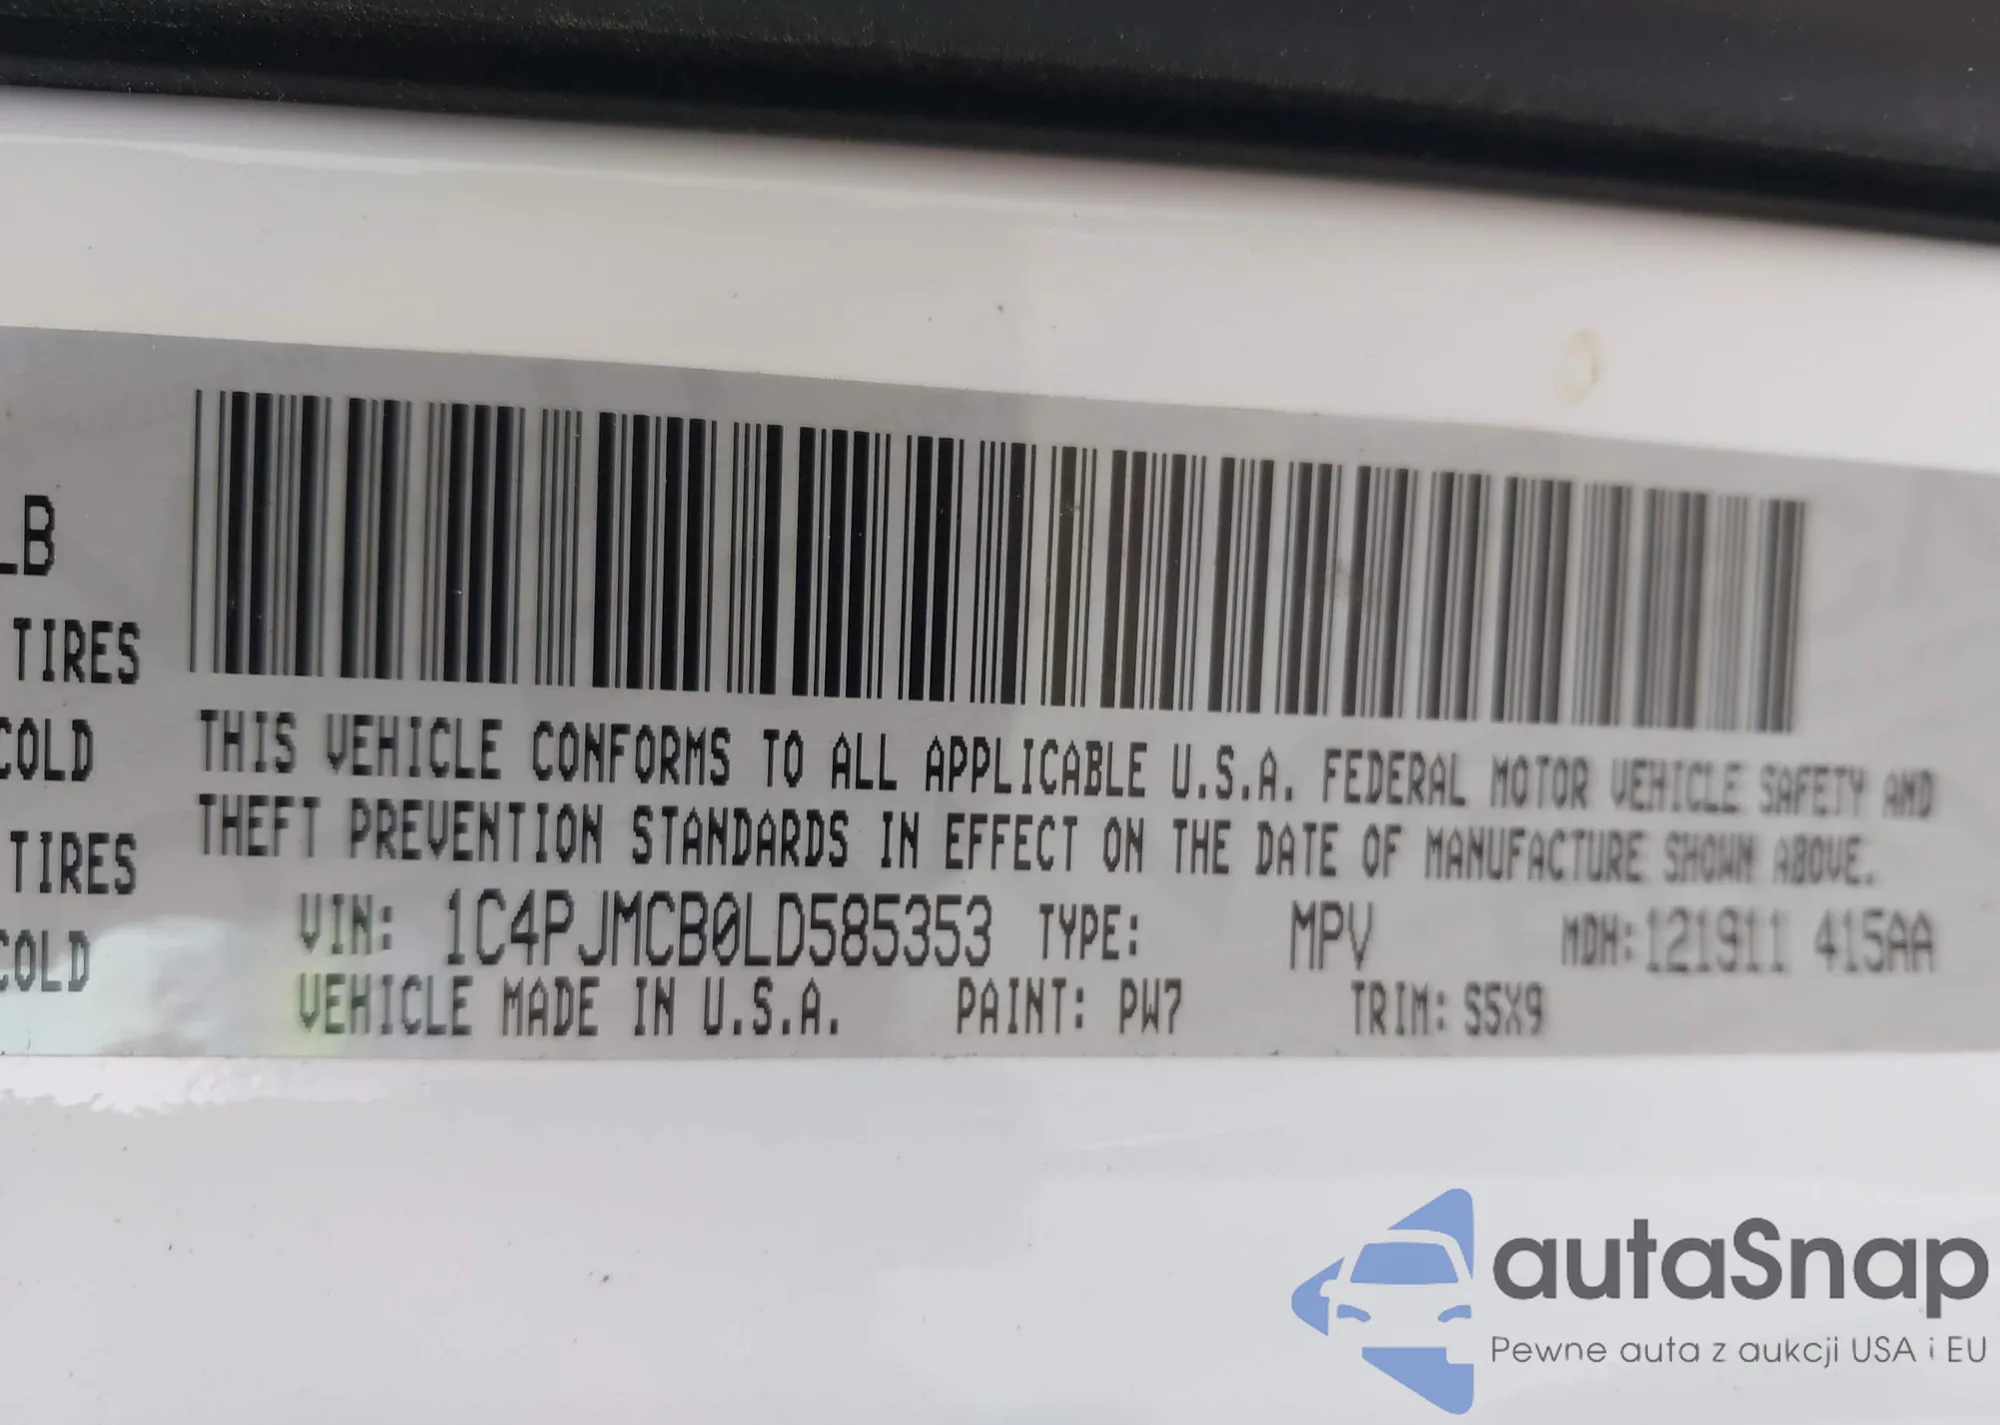 LB
TIRES
COLD
TIRES
COLD
THIS VEHICLE CONFORMS TO ALL APPLICABLE U.S.A. FEDERAL MOTOR VEHICLE SAFETY AND
THEFT PREVENTION STANDARDS IN EFFECT ON THE DATE OF MANUFACTURE SHOWN ABOVE.
VIN: 1C4PJMCB0LD585353 TYPE: MPV MDH:121911 415AA
VEHICLE MADE IN U.S.A. PAINT: PW7 TRIM: S5X9
autaSnap
Pewne auta z aukcji USA i EU